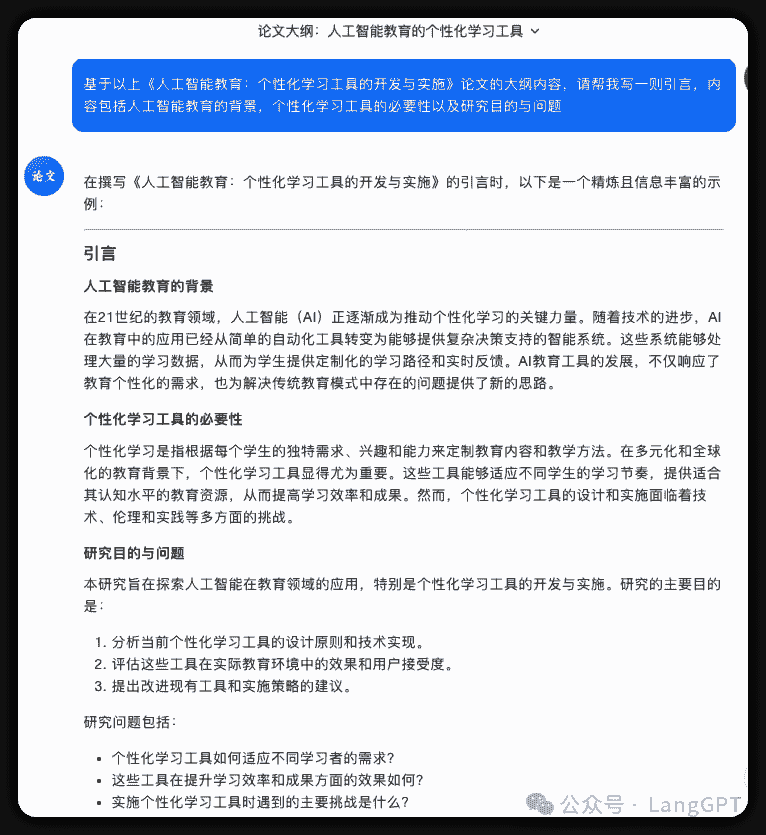 论文大纲：人工智能教育的个性化学习工具
基于以上《人工智能教育：个性化学习工具的开发与实施》论文的大纲内容，请帮我写一则引言，内
容包括人工智能教育的背景，个性化学习工具的必要性以及研究目的与问题
论文
在撰写《人工智能教育：个性化学习工具的开发与实施》的引言时，以下是一个精炼且信息丰富的示
例：
引言
人工智能教育的背景
在21世纪的教育领域，人工智能（AI）正逐渐成为推动个性化学习的关键力量。随着技术的进步，AI
在教育中的应用已经从简单的自动化工具转变为能够提供复杂决策支持的智能系统。这些系统能够处
理大量的学习数据，从而为学生提供定制化的学习路径和实时反馈。AI教育工具的发展，不仅响应了
教育个性化的需求，也为解决传统教育模式中存在的问题提供了新的思路。
个性化学习工具的必要性
个性化学习是指根据每个学生的独特需求、兴趣和能力来定制教育内容和教学方法。在多元化和全球
化的教育背景下，个性化学习工具显得尤为重要。这些工具能够适应不同学生的学习节奏，提供适合
其认知水平的教育资源，从而提高学习效率和成果。然而，个性化学习工具的设计和实施面临着技
术、伦理和实践等多方面的挑战。
研究目的与问题
本研究旨在探索人工智能在教育领域的应用，特别是个性化学习工具的开发与实施。研究的主要目的
是：
1. 分析当前个性化学习工具的设计原则和技术实现。
2. 评估这些工具在实际教育环境中的效果和用户接受度。
3. 提出改进现有工具和实施策略的建议。
研究问题包括：
• 个性化学习工具如何适应不同学习者的需求？
• 这些工具在提升学习效率和成果方面的效果如何？
• 实施个性化学习工具时遇到的主要挑战是什么？
公众号 · LangGPT